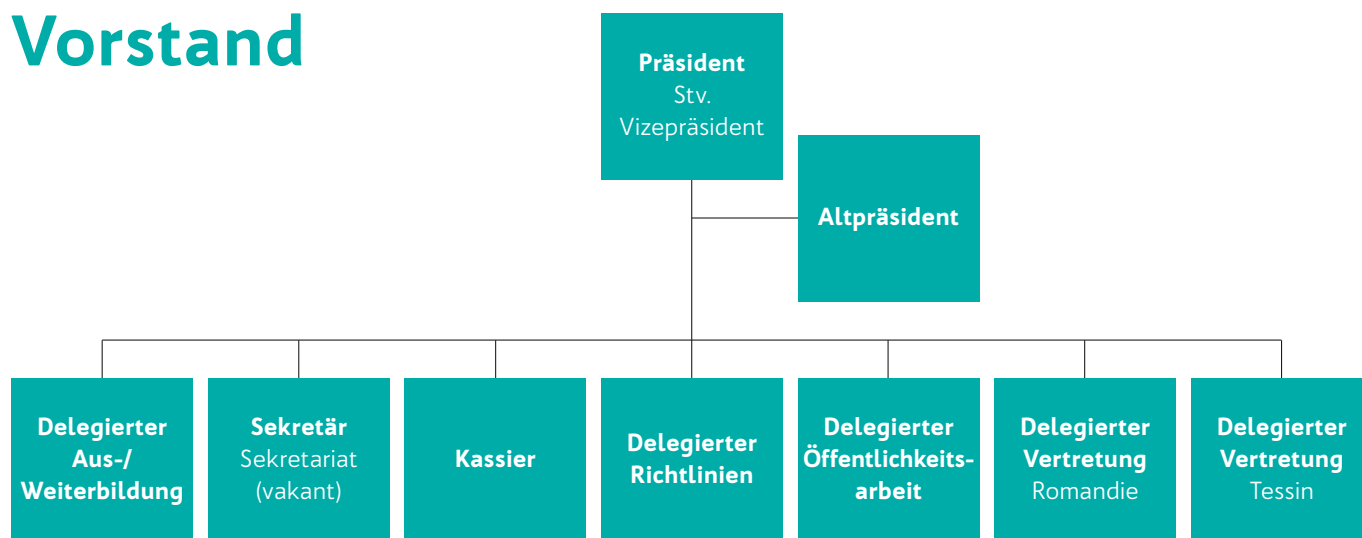 Vorstand
Präsident
Stv.
Vizepräsident
Altpräsident
Delegierter
Aus-/
Weiterbildung
Sekretär
Sekretariat
(vakant)
Kassier
Delegierter
Richtlinien
Delegierter
Öffentlichkeits-
arbeit
Delegierter
Vertretung
Romandie
Delegierter
Vertretung
Tessin